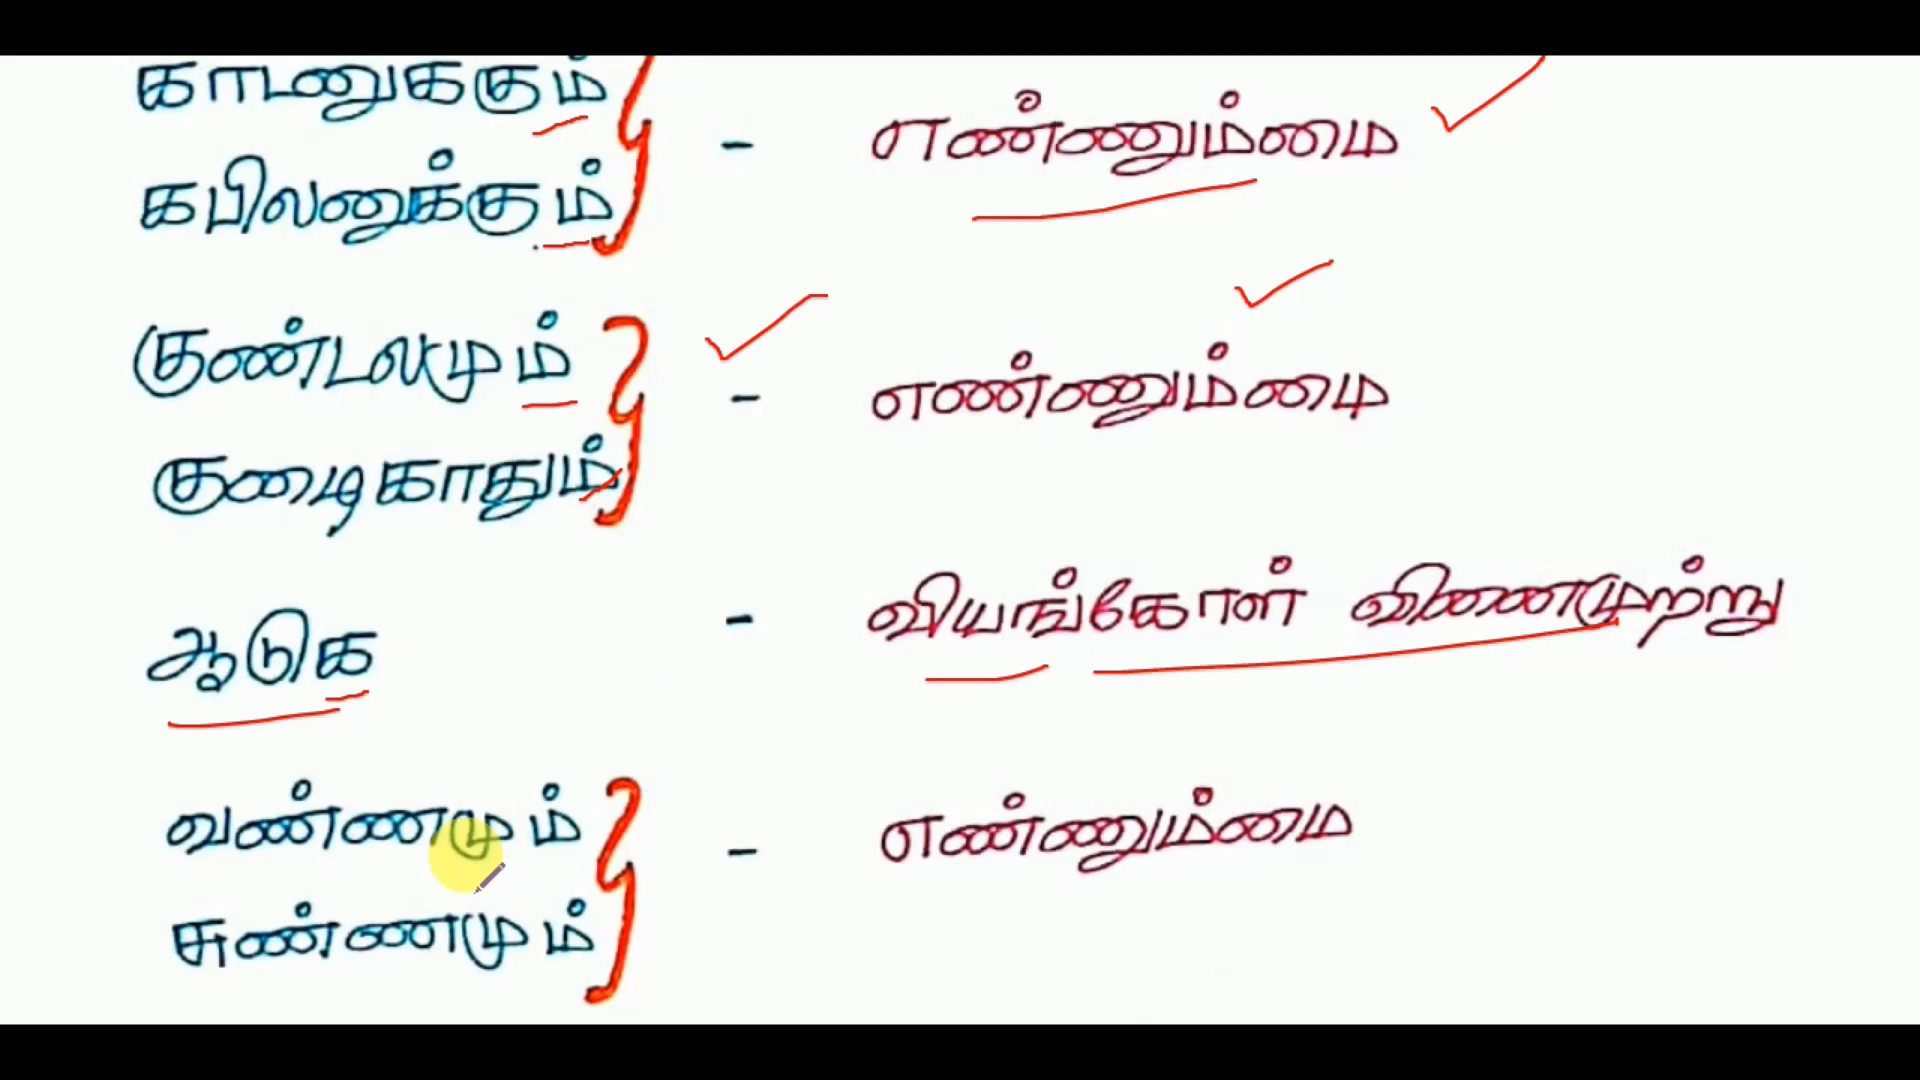 காடனுக்கும்
- எண்ணும்மை
கபிலனுக்கும்
குண்டலமும்
- எண்ணும்மை
குடைகாதும்
ஆடுக - வியங்கோள் வினைமுற்று
வண்ணமும்
- எண்ணும்மை
சுண்ணமும்